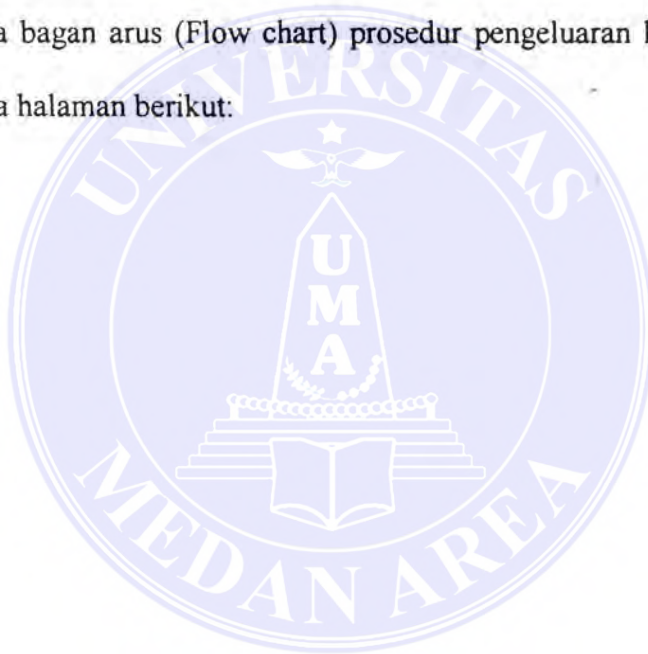 a bagan arus (Flow chart) prosedur pengeluaran
a halaman berikut:
UNIVERSITAS
UMA
MEDAN AREA